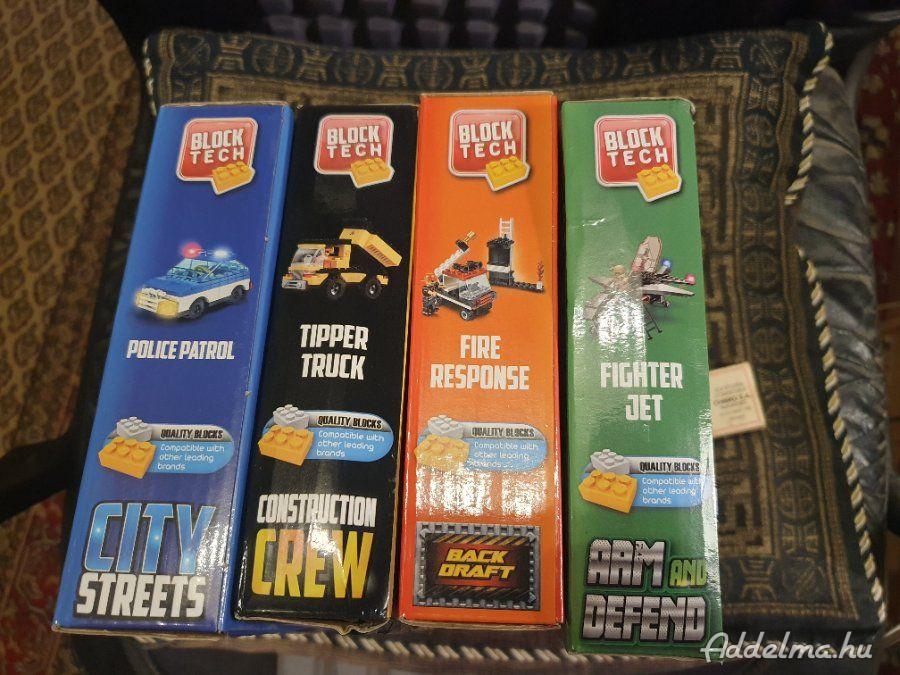 BLOCK
TECH
POLICE PATROL
QUALITY BLOCKS
Compatible with
other leading
brands
CITY
STREETS
BLOCK
TECH
TIPPER
TRUCK
QUALITY BLOCKS
Compatible with
other leading
brands
CONSTRUCTION
CREW
BLOCK
TECH
FIRE
RESPONSE
QUALITY BLOCKS
Compatible with
other leading
brands
BACK
DRAFT
BLOCK
TECH
FIGHTER
JET
QUALITY BLOCKS
Compatible with
other leading
brands
ARM AND
DEFEND
Addelma.hu